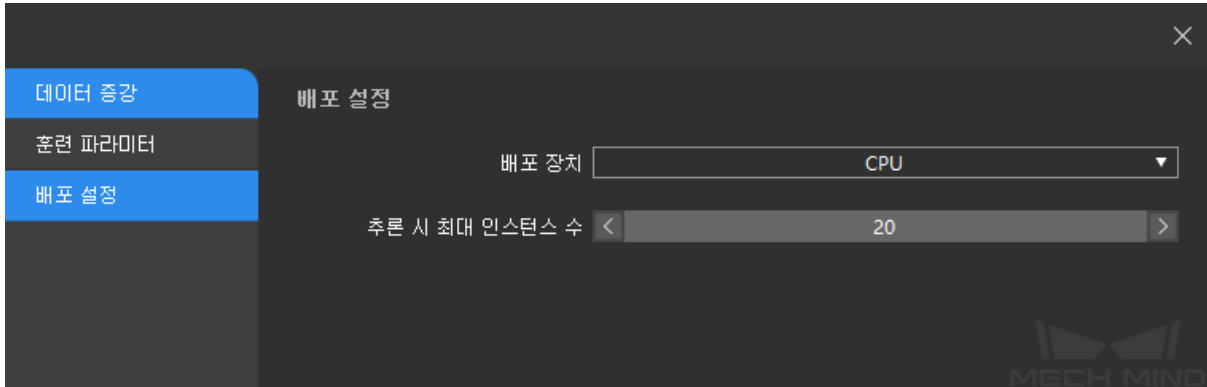 데이터 증강
훈련 파라미터
배포 설정
배포 설정
배포 장치 CPU
추론 시 최대 인스턴스 수 20
MECH MIND